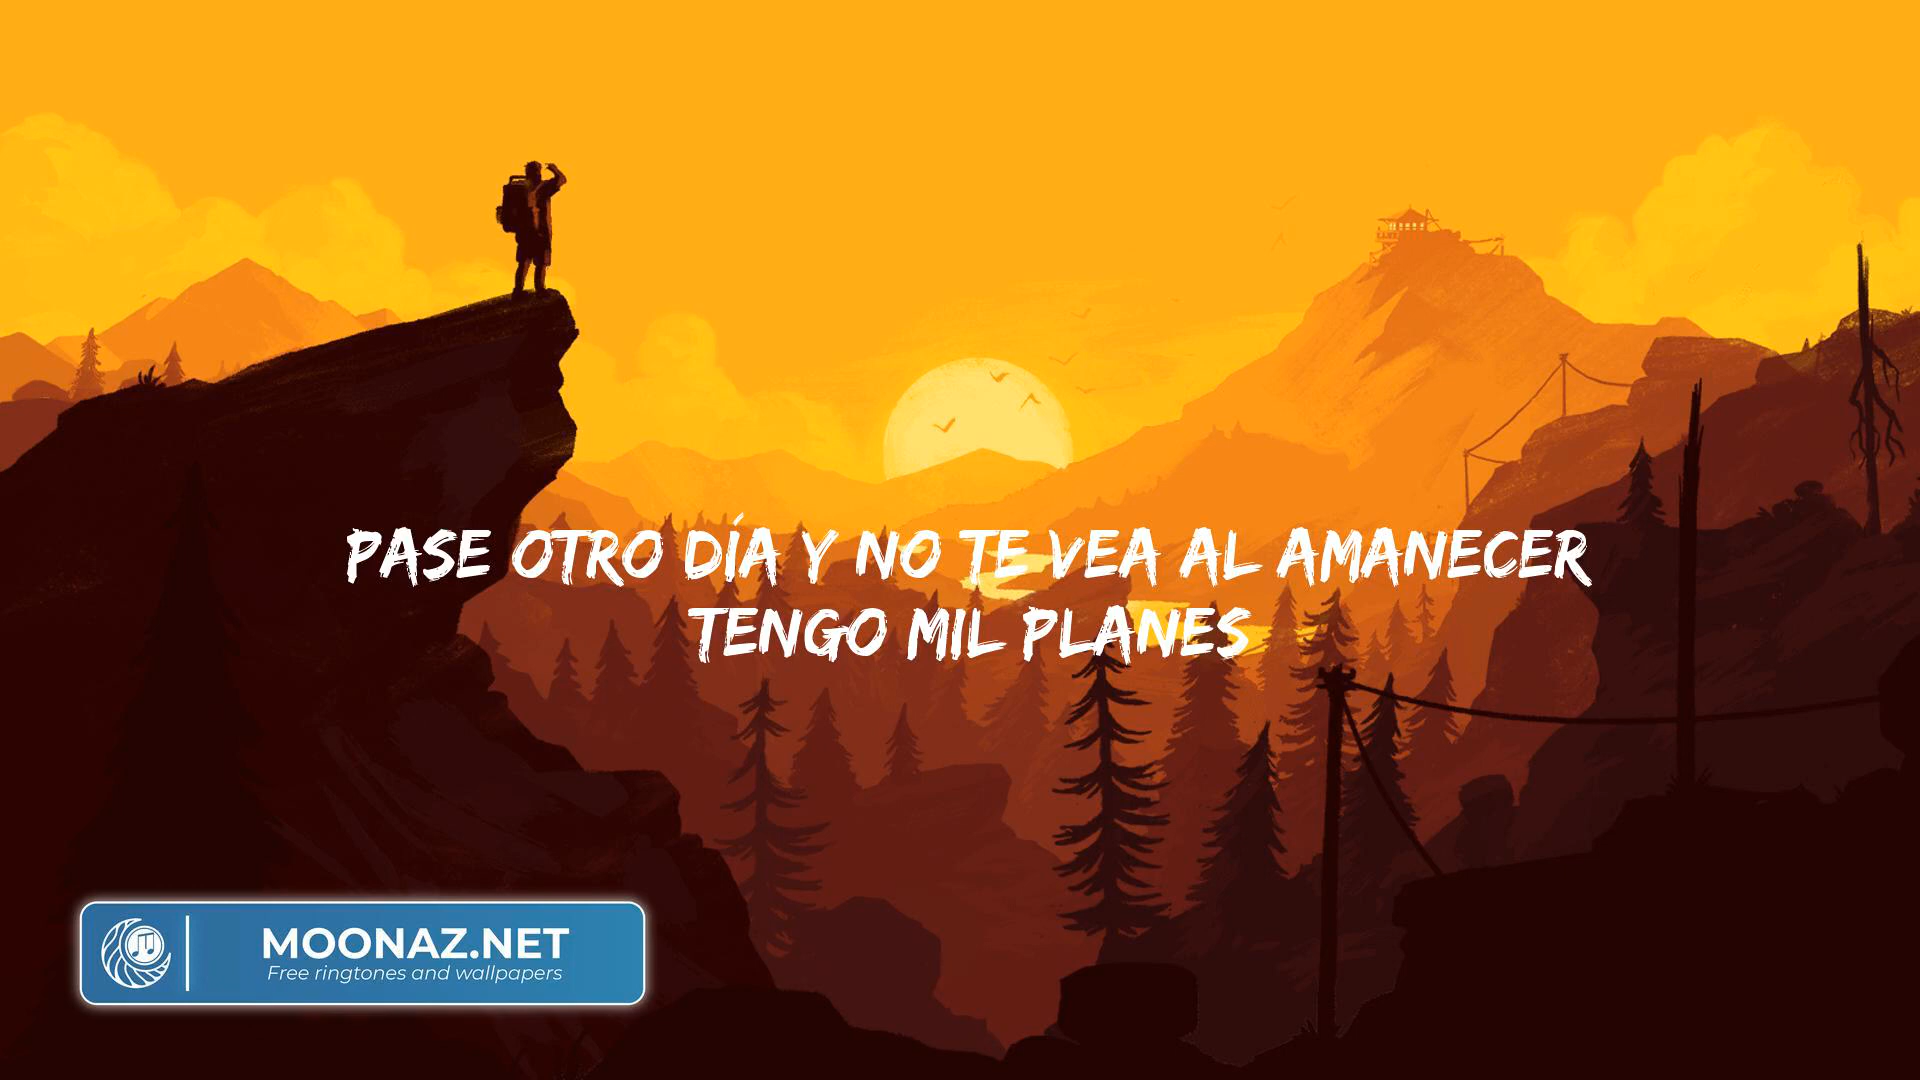 PASE OTRO DÍA Y NO TE VEA AL AMANECER
TENGO MIL PLANES
MOONAZ.NET
Free ringtones and wallpapers